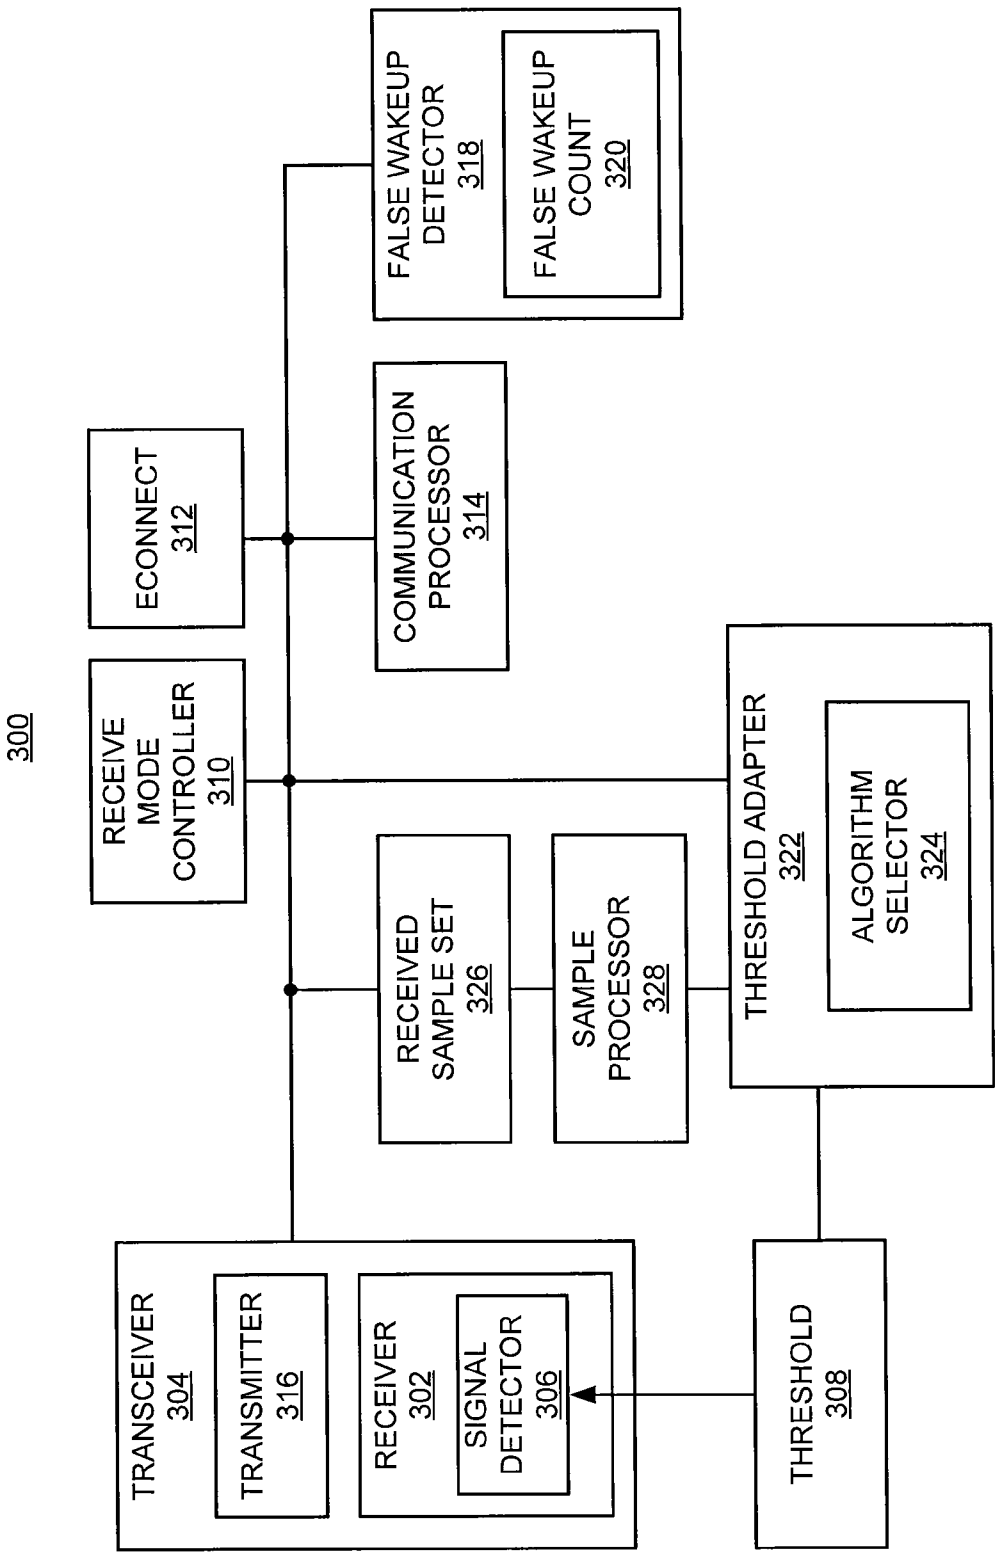 300
TRANSCEIVER
304
TRANSMITTER
316
RECEIVER
302
SIGNAL
DETECTOR
306
THRESHOLD
308
RECEIVE
MODE
CONTROLLER
310
RECEIVED
SAMPLE SET
326
SAMPLE
PROCESSOR
328
THRESHOLD ADAPTER
322
ALGORITHM
SELECTOR
324
ECONNECT
312
COMMUNICATION
PROCESSOR
314
FALSE WAKEUP
DETECTOR
318
FALSE WAKEUP
COUNT
320